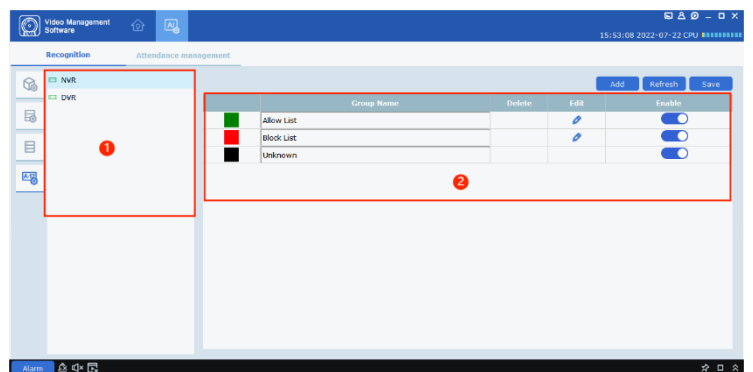 Video Management
Software
AI
15:53:08 2022-07-22 CPU
Recognition Attendance management
NVR
DVR
Add Refresh Save
Group Name Delete Edit Enable
Allow List
Block List
Unknown
1
2
Alarm